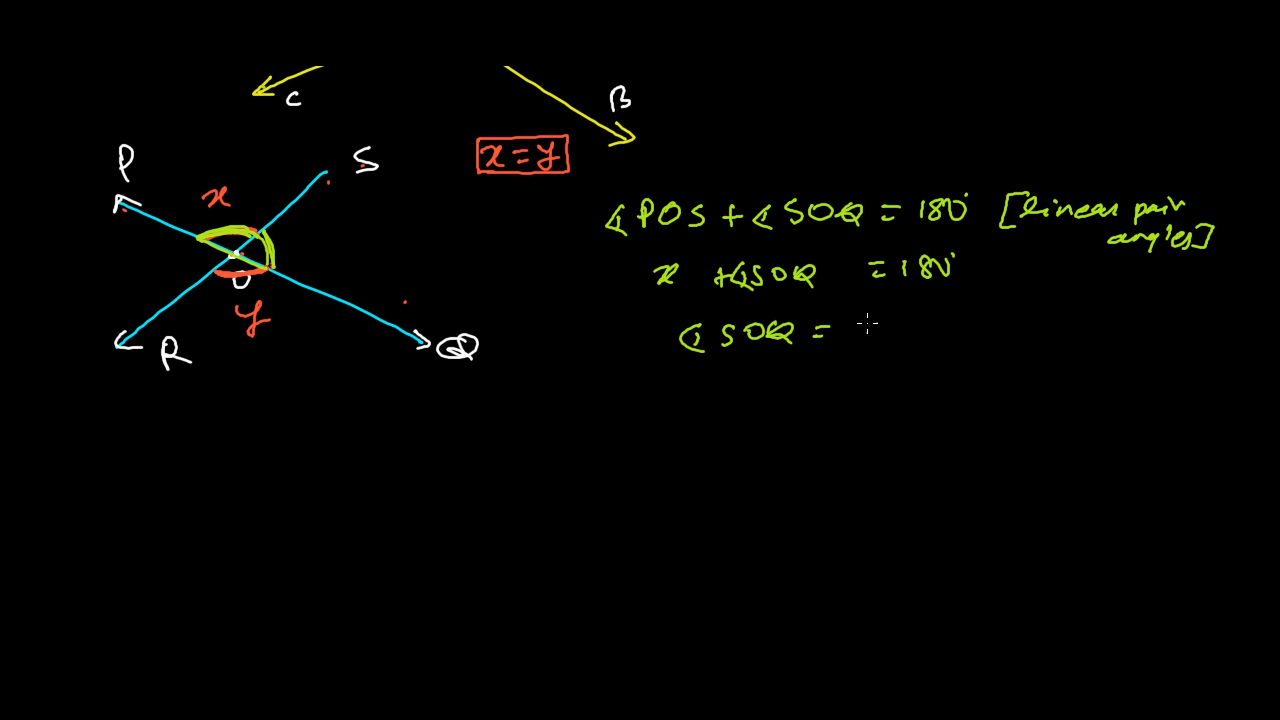 C
B
P
S
x = y
x
∠POS + ∠SOQ = 180° [linear pair
angles]
x + ∠SOQ = 180°
O
y
∠SOQ =
R
Q